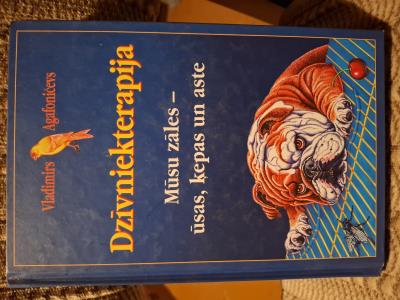 Vladimirs Agafoničevs
Dzīvniekterapija
Mūsu zāles –
ūsas, ķepas un aste